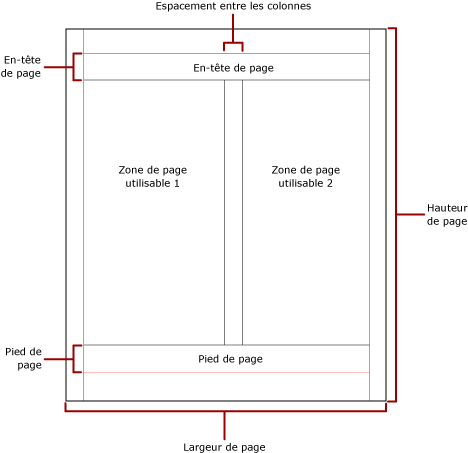 Espacement entre les colonnes
En-tête
de page
En-tête de page
Zone de page
utilisable 1
Zone de page
utilisable 2
Hauteur
de page
Pied de
page
Pied de page
Largeur de page